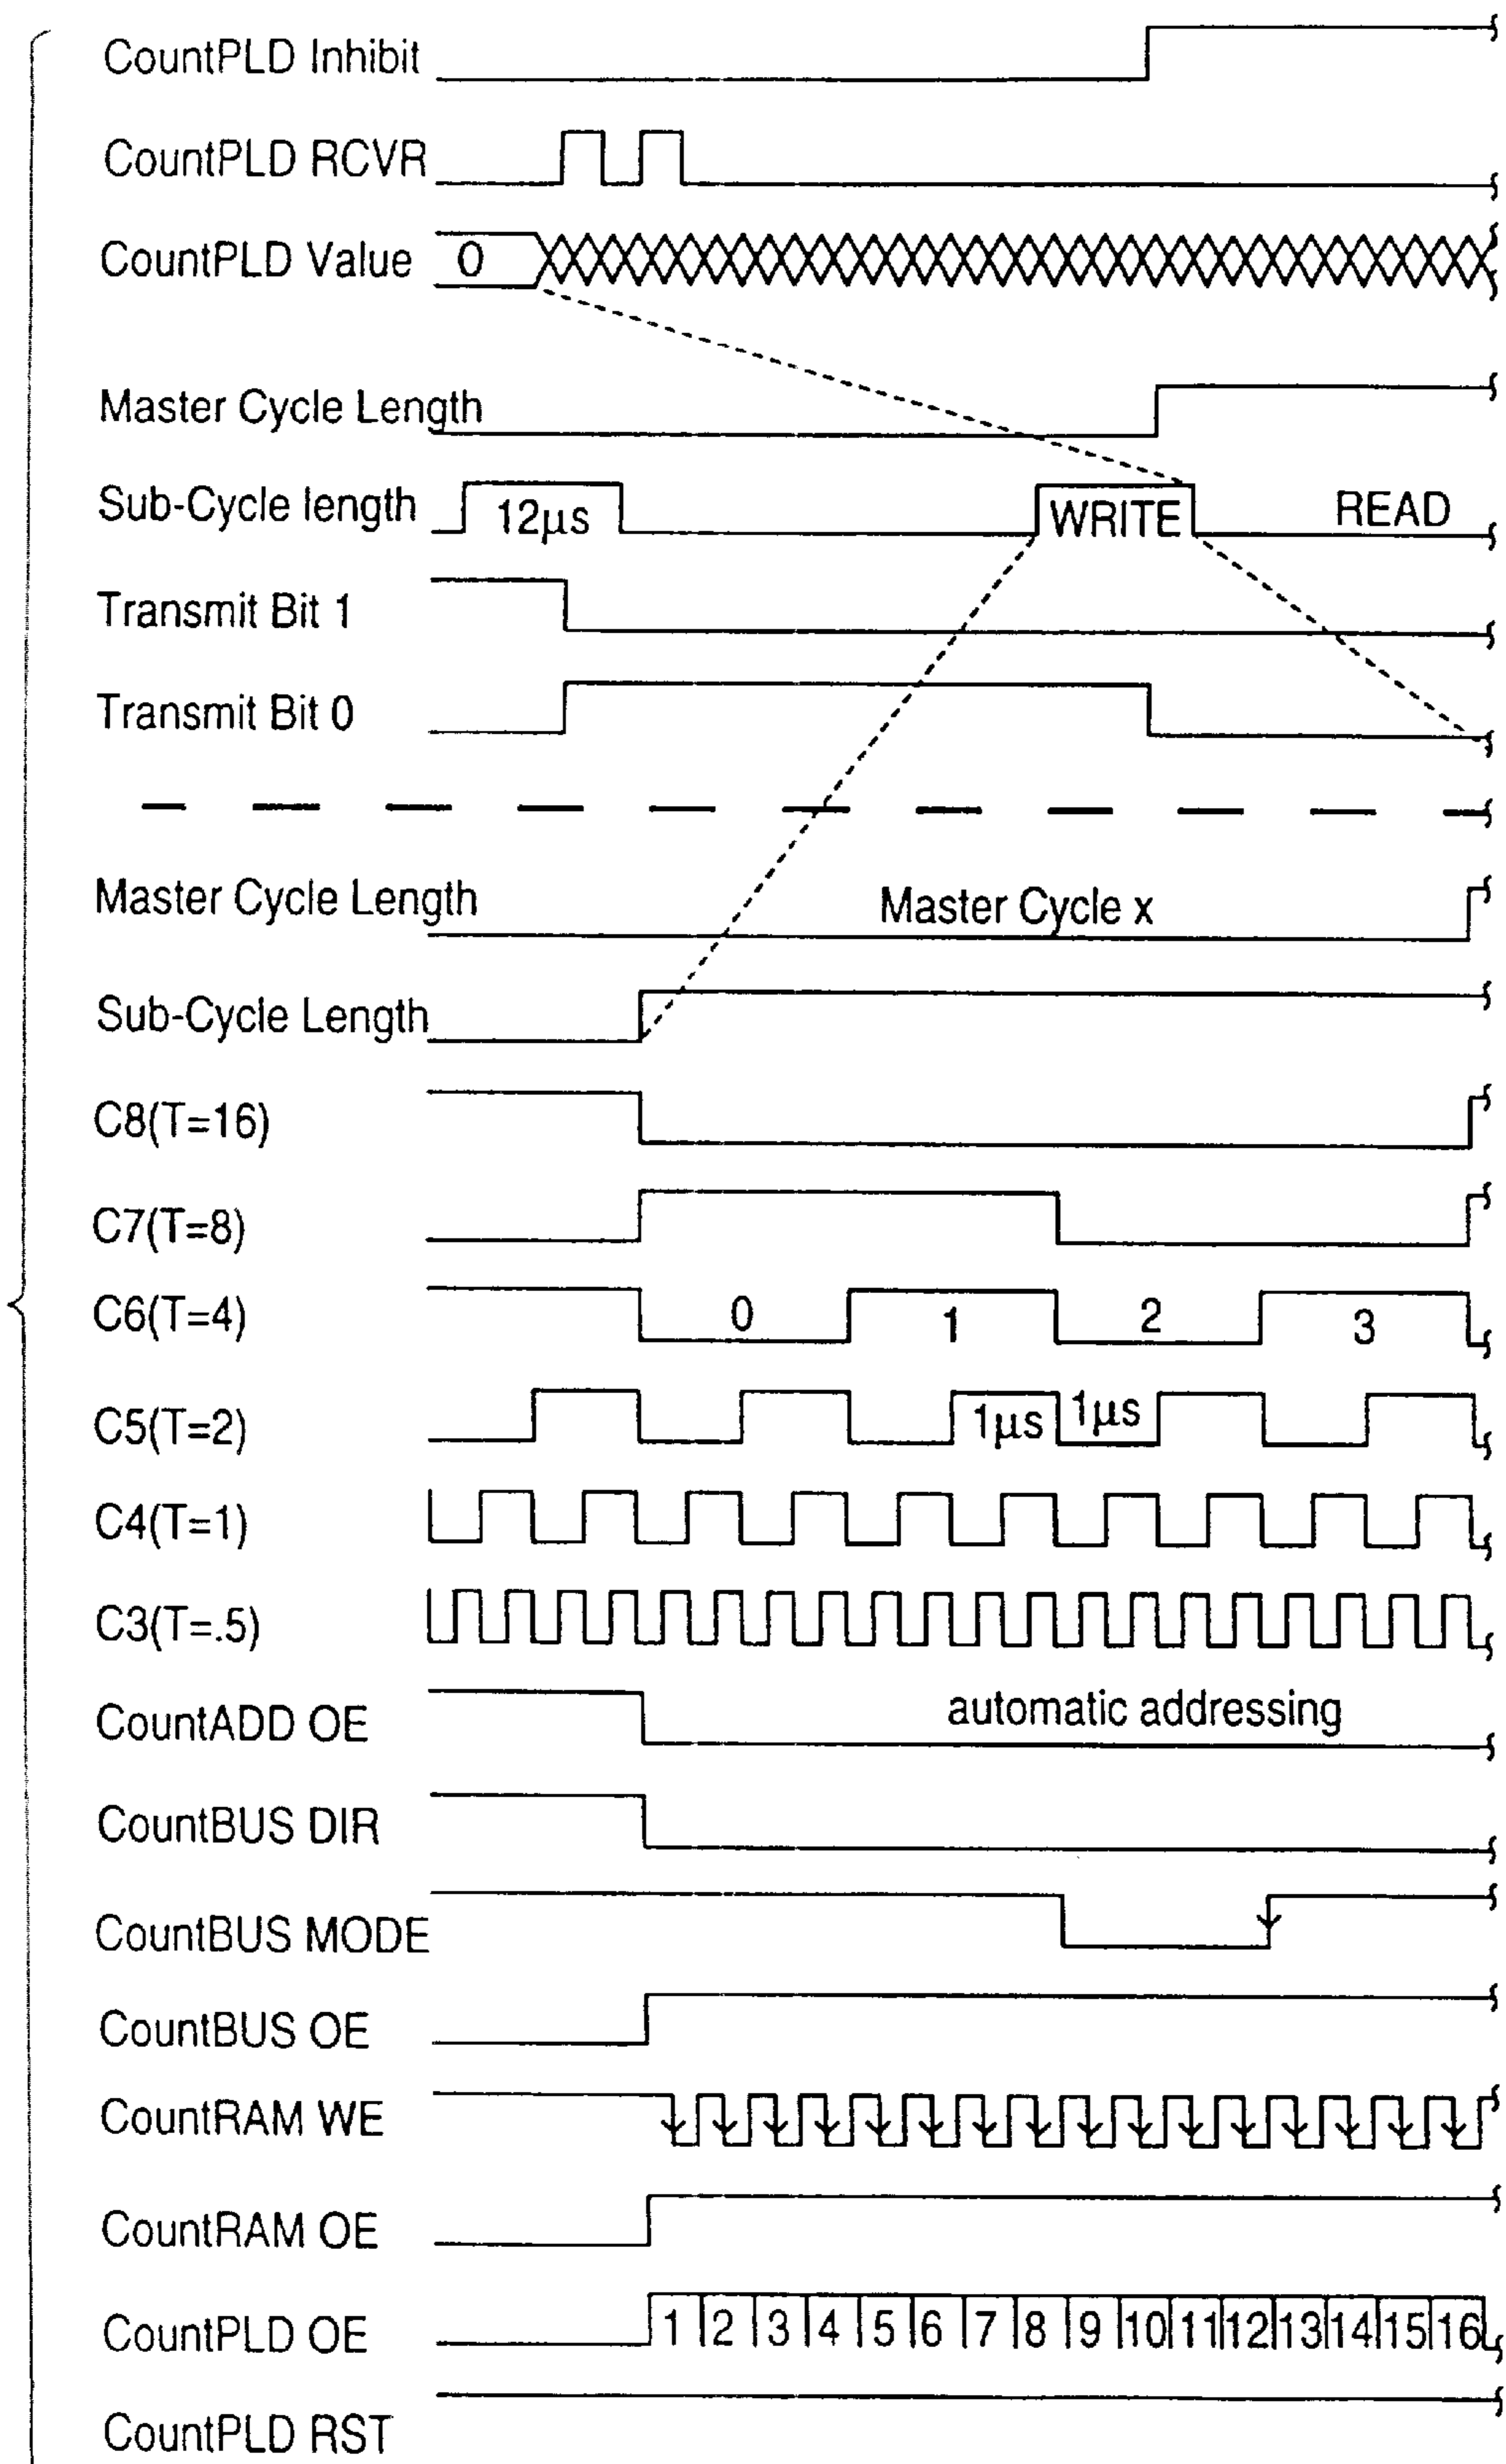 CountPLD Inhibit
CountPLD RCVR
CountPLD Value 0
Master Cycle Length
Sub-Cycle length 12μs WRITE READ
Transmit Bit 1
Transmit Bit 0
Master Cycle Length Master Cycle x
Sub-Cycle Length
C8(T=16)
C7(T=8)
C6(T=4) 0 1 2 3
C5(T=2) 1μs 1μs
C4(T=1)
C3(T=.5)
CountADD OE automatic addressing
CountBUS DIR
CountBUS MODE
CountBUS OE
CountRAM WE
CountRAM OE
CountPLD OE 1 2 3 4 5 6 7 8 9 10 11 12 13 14 15 16
CountPLD RST